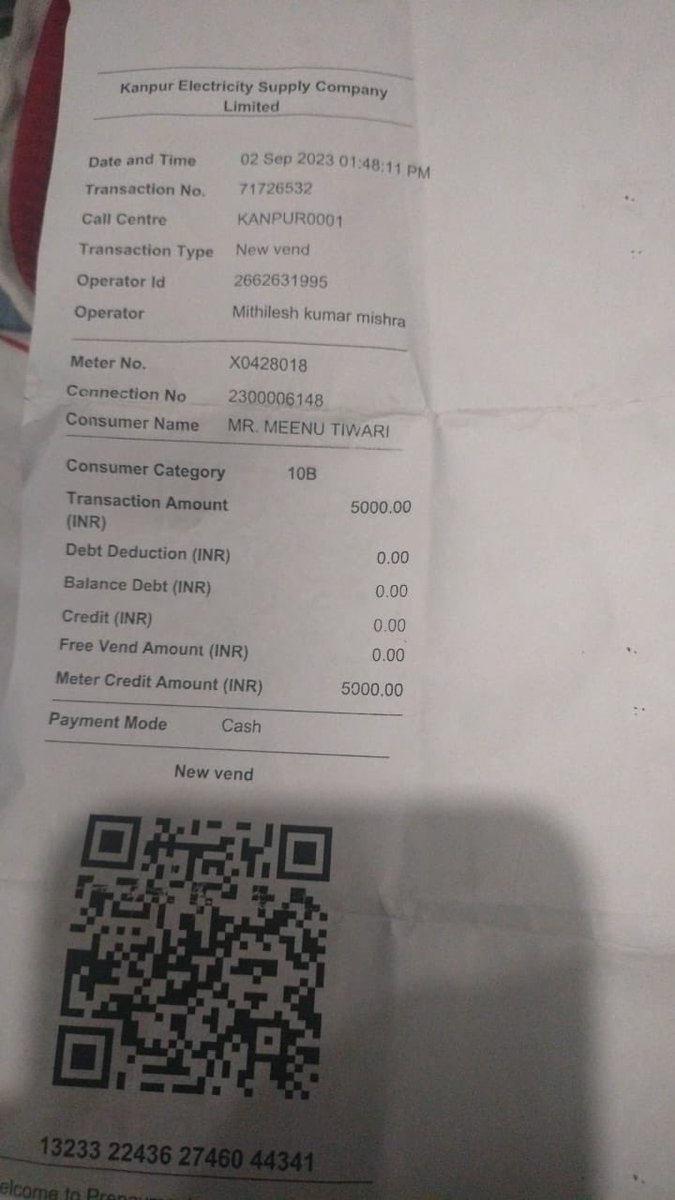 Kanpur Electricity Supply Company
Limited
Date and Time 02 Sep 2023 01:48:11 PM
Transaction No. 71726532
Call Centre KANPUR0001
Transaction Type New vend
Operator Id 2662631995
Operator Mithilesh kumar mishra
Meter No. X0428018
Connection No 2300006148
Consumer Name MR. MEENU TIWARI
Consumer Category 10B
Transaction Amount 5000.00
(INR)
Debt Deduction (INR) 0.00
Balance Debt (INR) 0.00
Credit (INR) 0.00
Free Vend Amount (INR) 0.00
Meter Credit Amount (INR) 5000.00
Payment Mode Cash
New vend
13233 22436 27460 44341
to